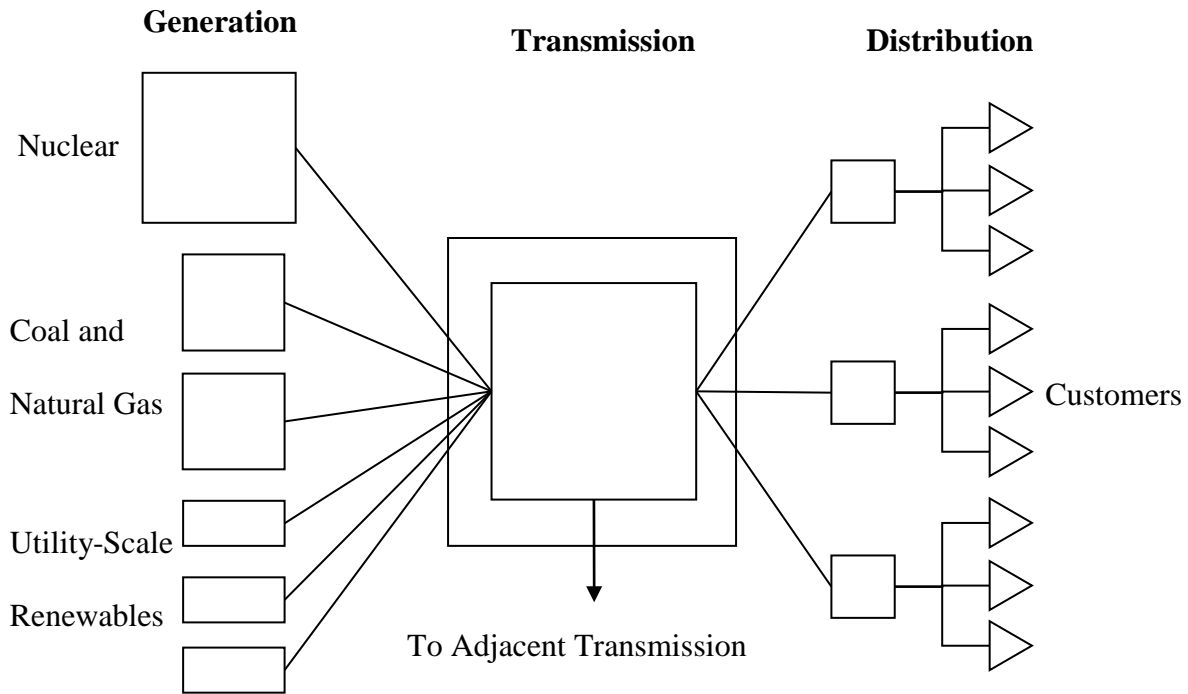 Generation
Transmission
Distribution
Nuclear
Coal and
Natural Gas
Customers
Utility-Scale
Renewables
To Adjacent Transmission